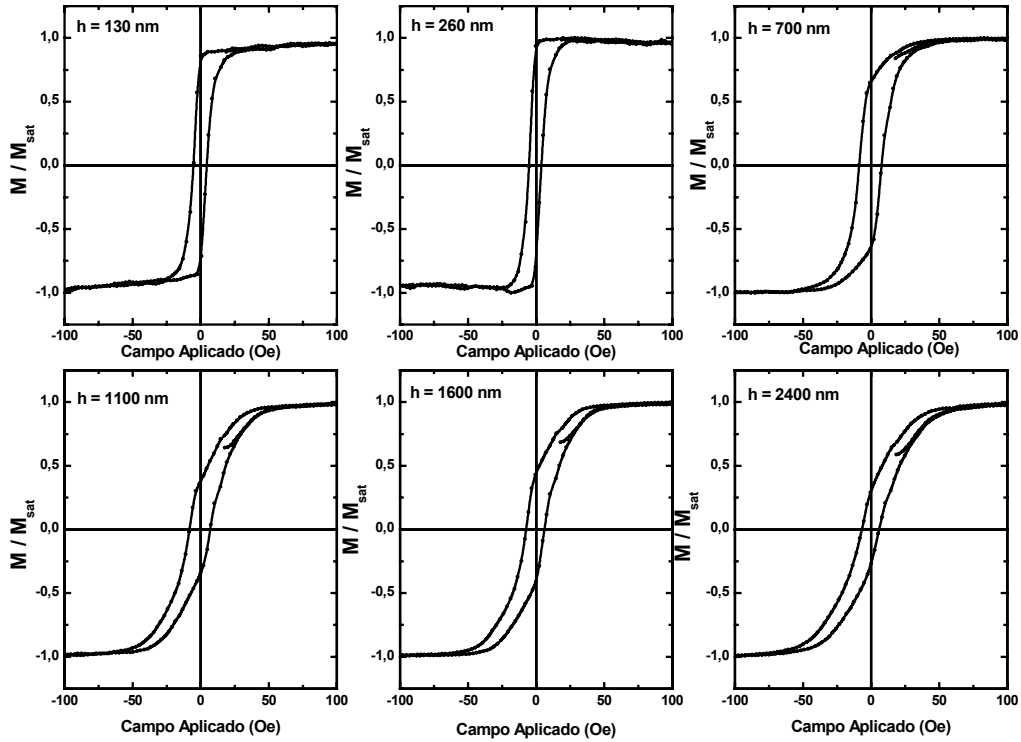 h = 130 nm
1,0
0,5
0,0
-0,5
-1,0
M / M_sat
-100 -50 0 50 100
Campo Aplicado (Oe)
h = 260 nm
1,0
0,5
0,0
-0,5
-1,0
M / M_sat
-100 -50 0 50 100
Campo Aplicado (Oe)
h = 700 nm
1,0
0,5
0,0
-0,5
-1,0
M / M_sat
-100 -50 0 50 100
Campo Aplicado (Oe)
h = 1100 nm
1,0
0,5
0,0
-0,5
-1,0
M / M_sat
-100 -50 0 50 100
Campo Aplicado (Oe)
h = 1600 nm
1,0
0,5
0,0
-0,5
-1,0
M / M_sat
-100 -50 0 50 100
Campo Aplicado (Oe)
h = 2400 nm
1,0
0,5
0,0
-0,5
-1,0
M / M_sat
-100 -50 0 50 100
Campo Aplicado (Oe)